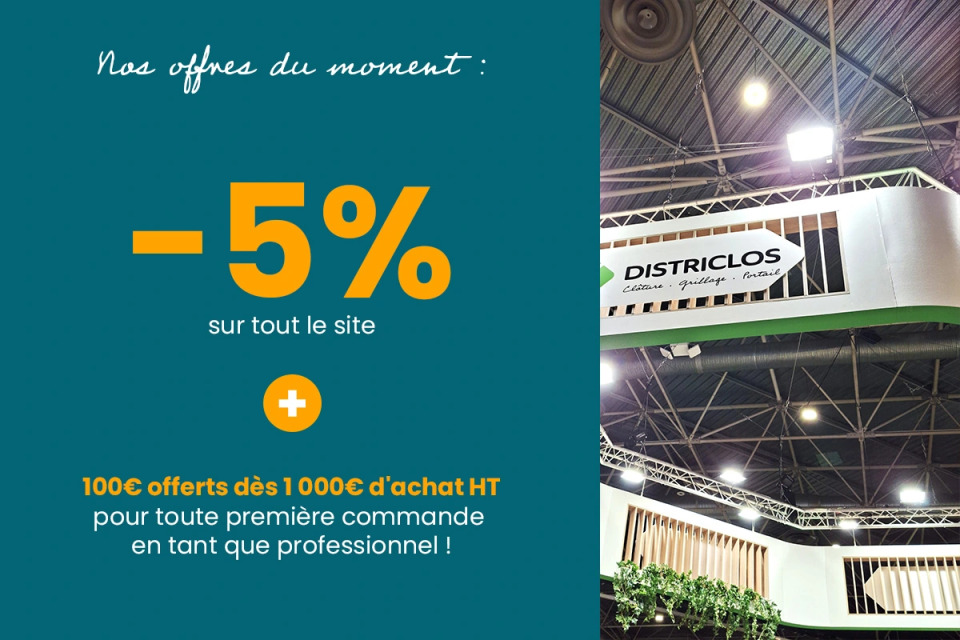 Nos offres du moment :
-5%
sur tout le site
+
100€ offerts dès 1 000€ d'achat HT
pour toute première commande
en tant que professionnel !
DISTRICLOS
Clôture . Grillage . Portail